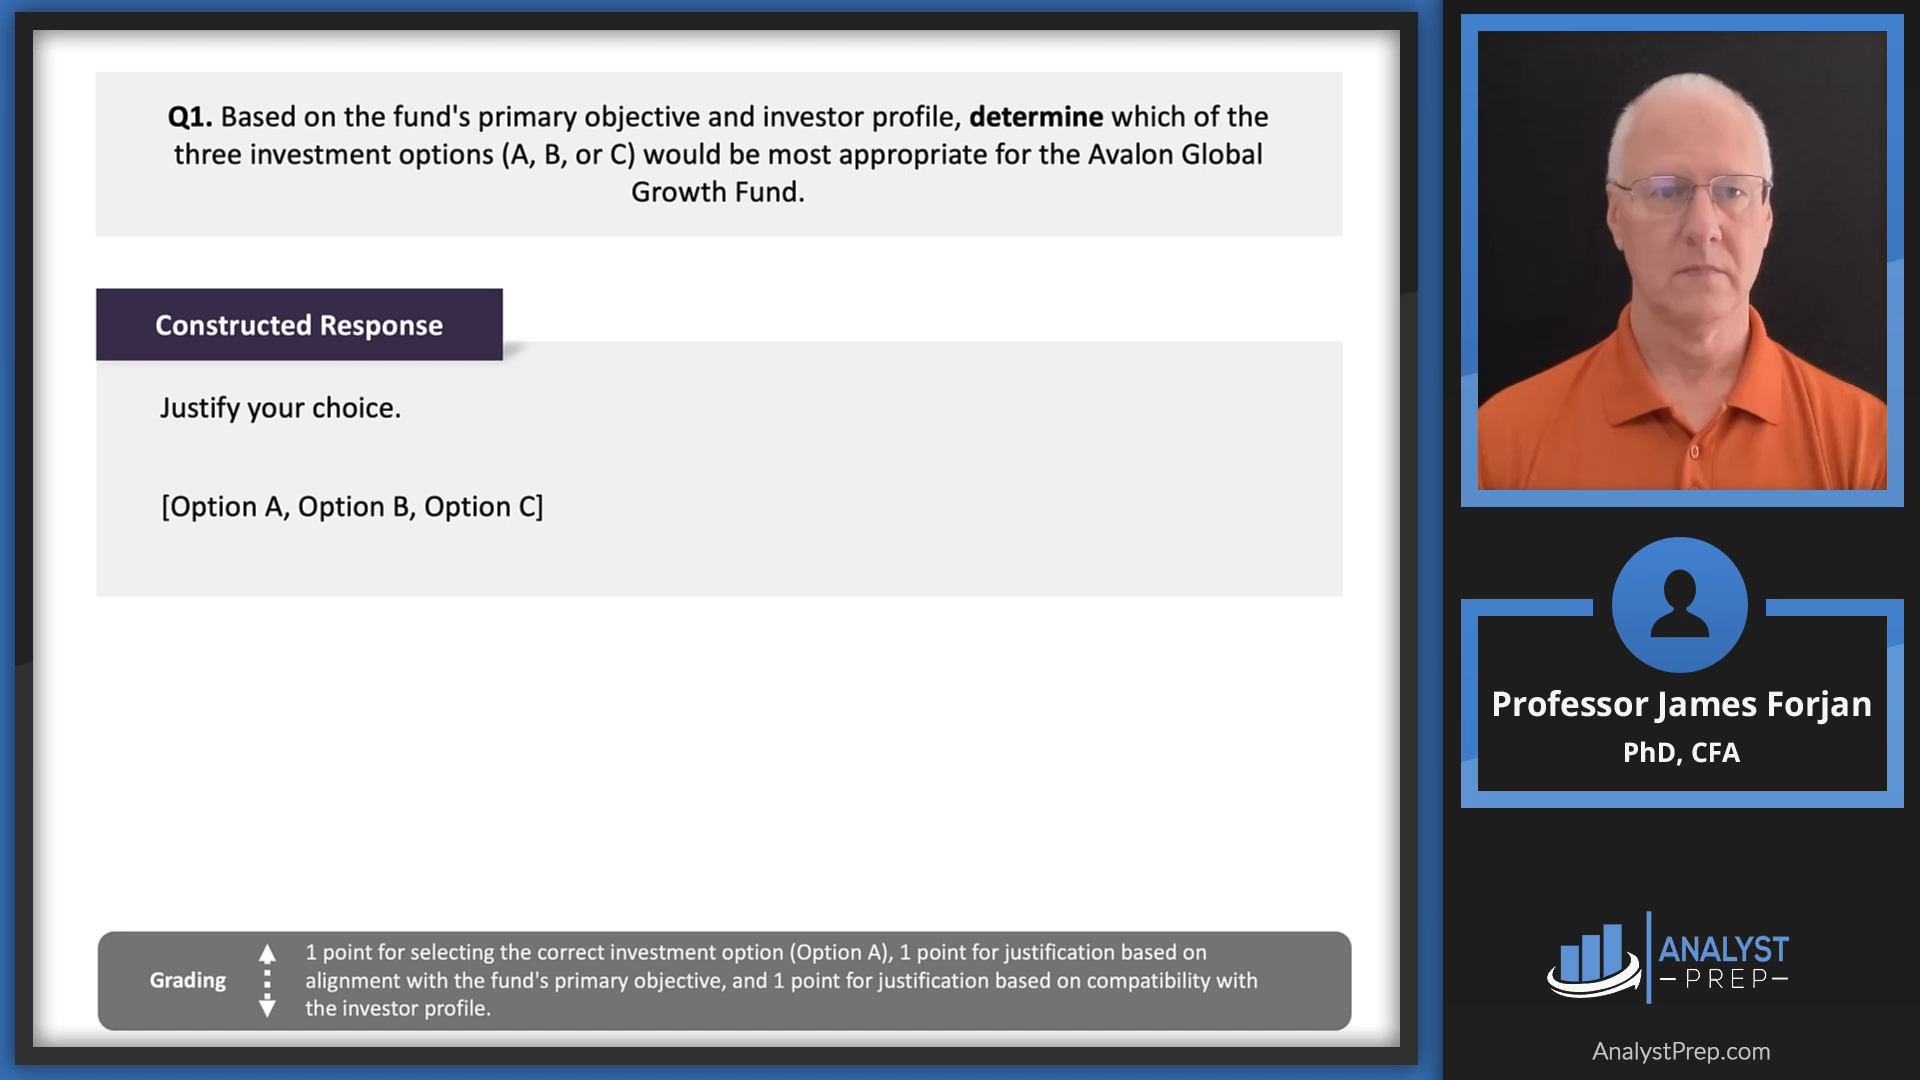 Q1. Based on the fund's primary objective and investor profile, determine which of the
three investment options (A, B, or C) would be most appropriate for the Avalon Global
Growth Fund.
Constructed Response
Justify your choice.
[Option A, Option B, Option C]
Grading
1 point for selecting the correct investment option (Option A), 1 point for justification based on
alignment with the fund's primary objective, and 1 point for justification based on compatibility with
the investor profile.
Professor James Forjan
PhD, CFA
ANALYST
PREP
AnalystPrep.com